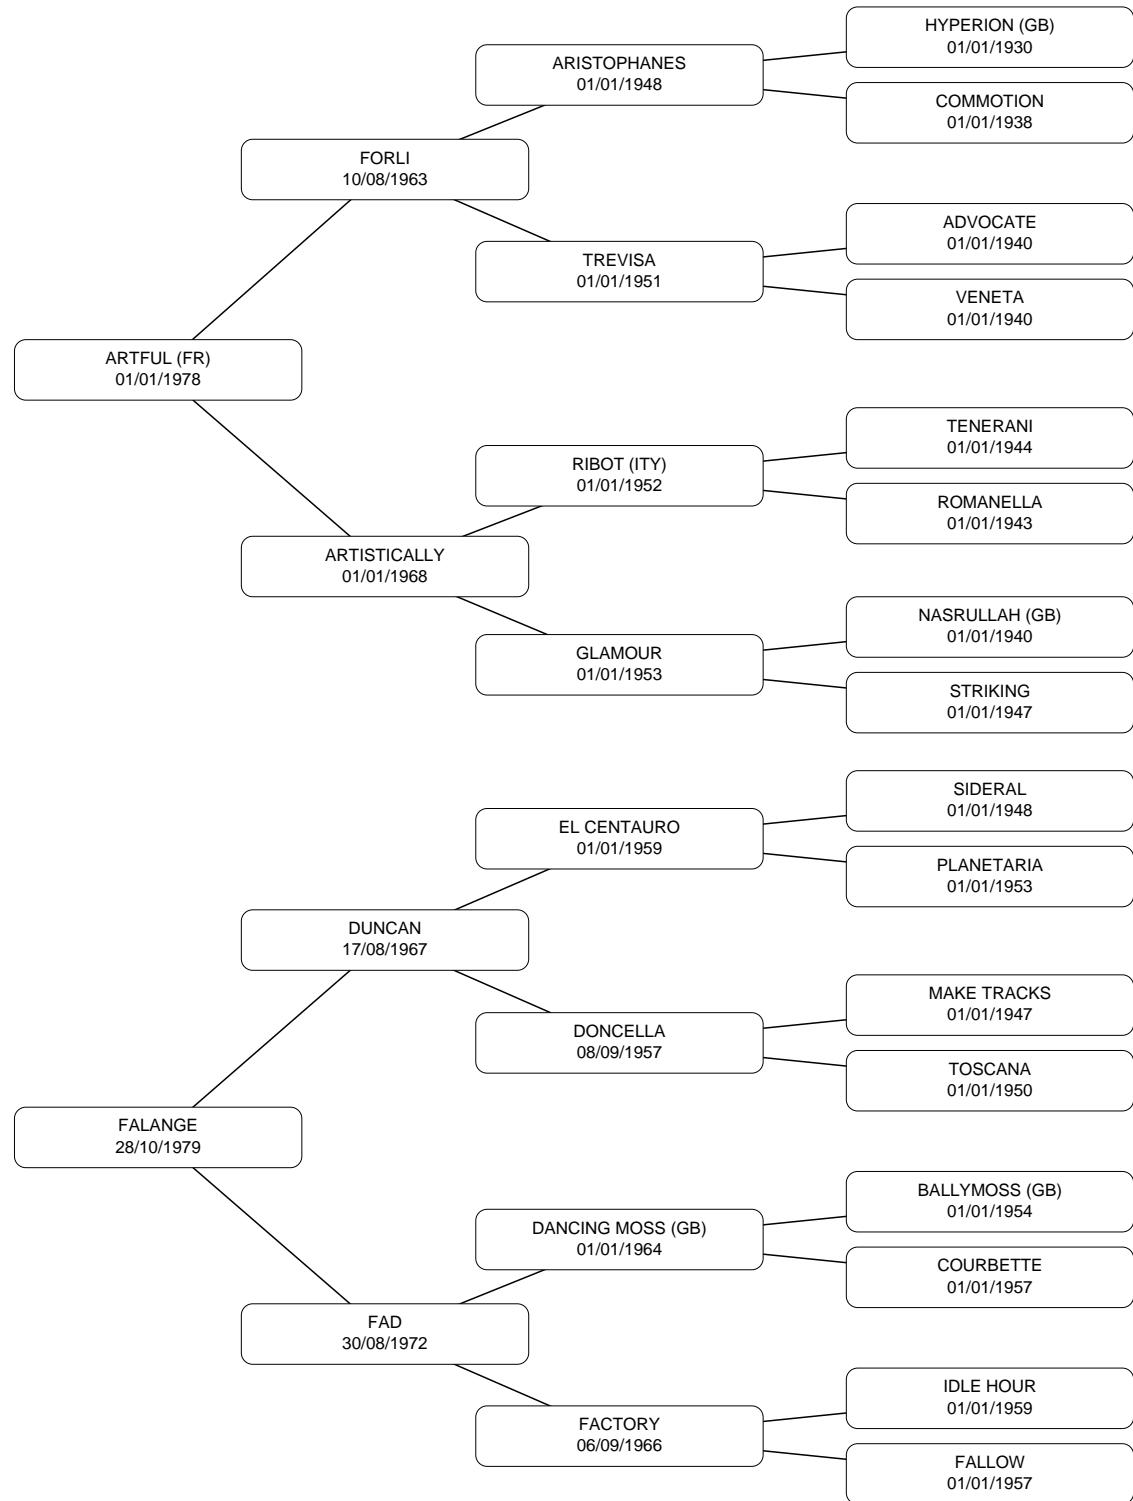 HYPERION (GB)
01/01/1930
ARISTOPHANES
01/01/1948
COMMOTION
01/01/1938
FORLI
10/08/1963
ADVOCATE
01/01/1940
TREVISA
01/01/1951
VENETA
01/01/1940
ARTFUL (FR)
01/01/1978
TENERANI
01/01/1944
RIBOT (ITY)
01/01/1952
ROMANELLA
01/01/1943
ARTISTICALLY
01/01/1968
NASRULLAH (GB)
01/01/1940
GLAMOUR
01/01/1953
STRIKING
01/01/1947
SIDERAL
01/01/1948
EL CENTAURO
01/01/1959
PLANETARIA
01/01/1953
DUNCAN
17/08/1967
MAKE TRACKS
01/01/1947
DONCELLA
08/09/1957
TOSCANA
01/01/1950
FALANGE
28/10/1979
BALLYMOSS (GB)
01/01/1954
DANCING MOSS (GB)
01/01/1964
COURBETTE
01/01/1957
FAD
30/08/1972
IDLE HOUR
01/01/1959
FACTORY
06/09/1966
FALLOW
01/01/1957